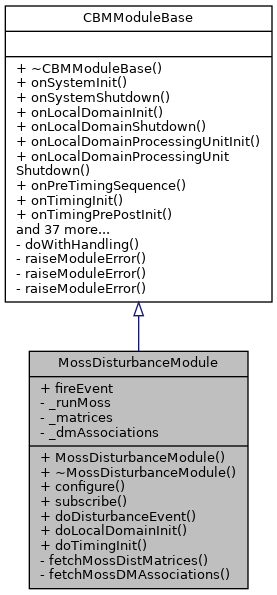 CBMModuleBase
+ ~CBMModuleBase()
+ onSystemInit()
+ onSystemShutdown()
+ onLocalDomainInit()
+ onLocalDomainShutdown()
+ onLocalDomainProcessingUnitInit()
+ onLocalDomainProcessingUnit
Shutdown()
+ onPreTimingSequence()
+ onTimingInit()
+ onTimingPrePostInit()
and 37 more...
- doWithHandling()
- raiseModuleError()
- raiseModuleError()
- raiseModuleError()
MossDisturbanceModule
+ fireEvent
- _runMoss
- _matrices
- _dmAssociations
+ MossDisturbanceModule()
+ ~MossDisturbanceModule()
+ configure()
+ subscribe()
+ doDisturbanceEvent()
+ doLocalDomainInit()
+ doTimingInit()
- fetchMossDistMatrices()
- fetchMossDMAssociations()